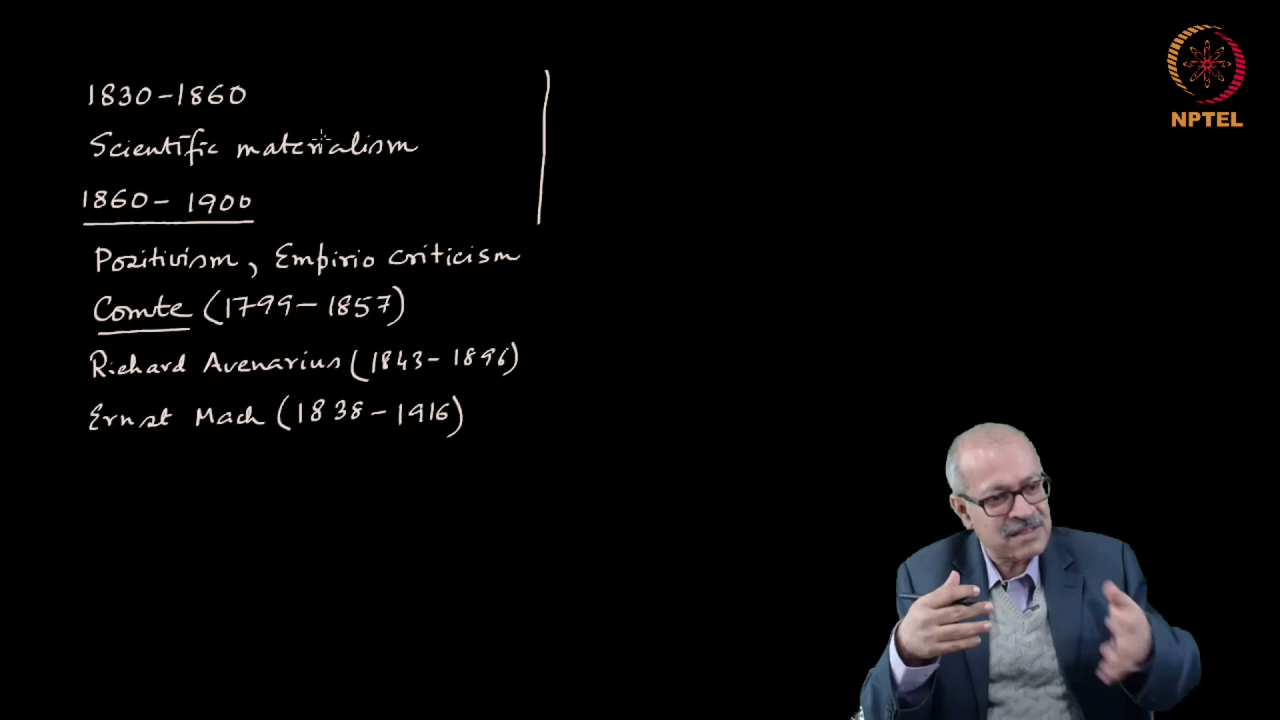 1830-1860
Scientific materialism
1860- 1900
Positivism, Empirio criticism
Comte (1799-1857)
Richard Avenarius (1843-1896)
Ernst Mach (1838-1916)
NPTEL